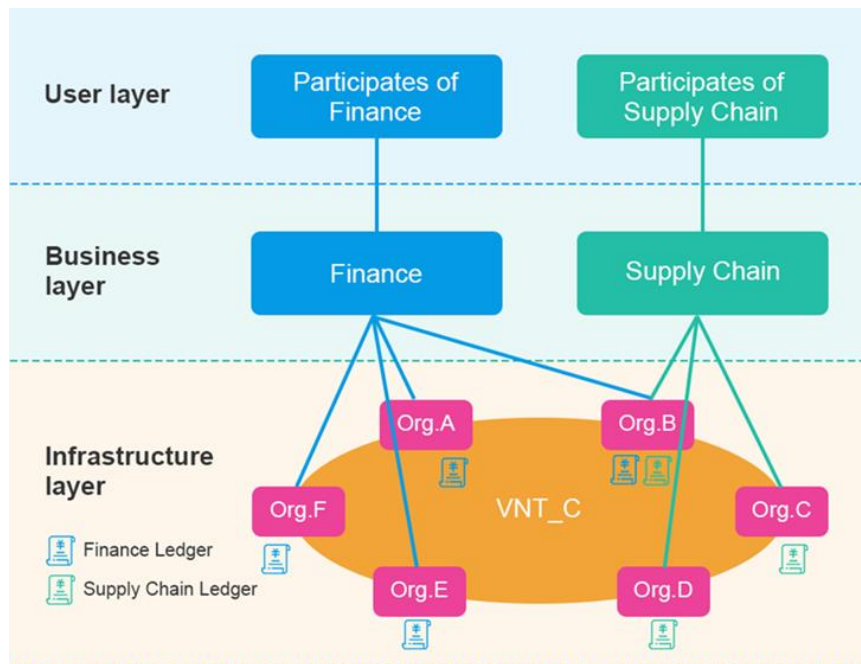 User layer
Participates of
Finance
Participates of
Supply Chain
Business
layer
Finance
Supply Chain
Infrastructure
layer
Org.A
Org.B
Org.F
VNT_C
Org.C
Org.E
Org.D
Finance Ledger
Supply Chain Ledger